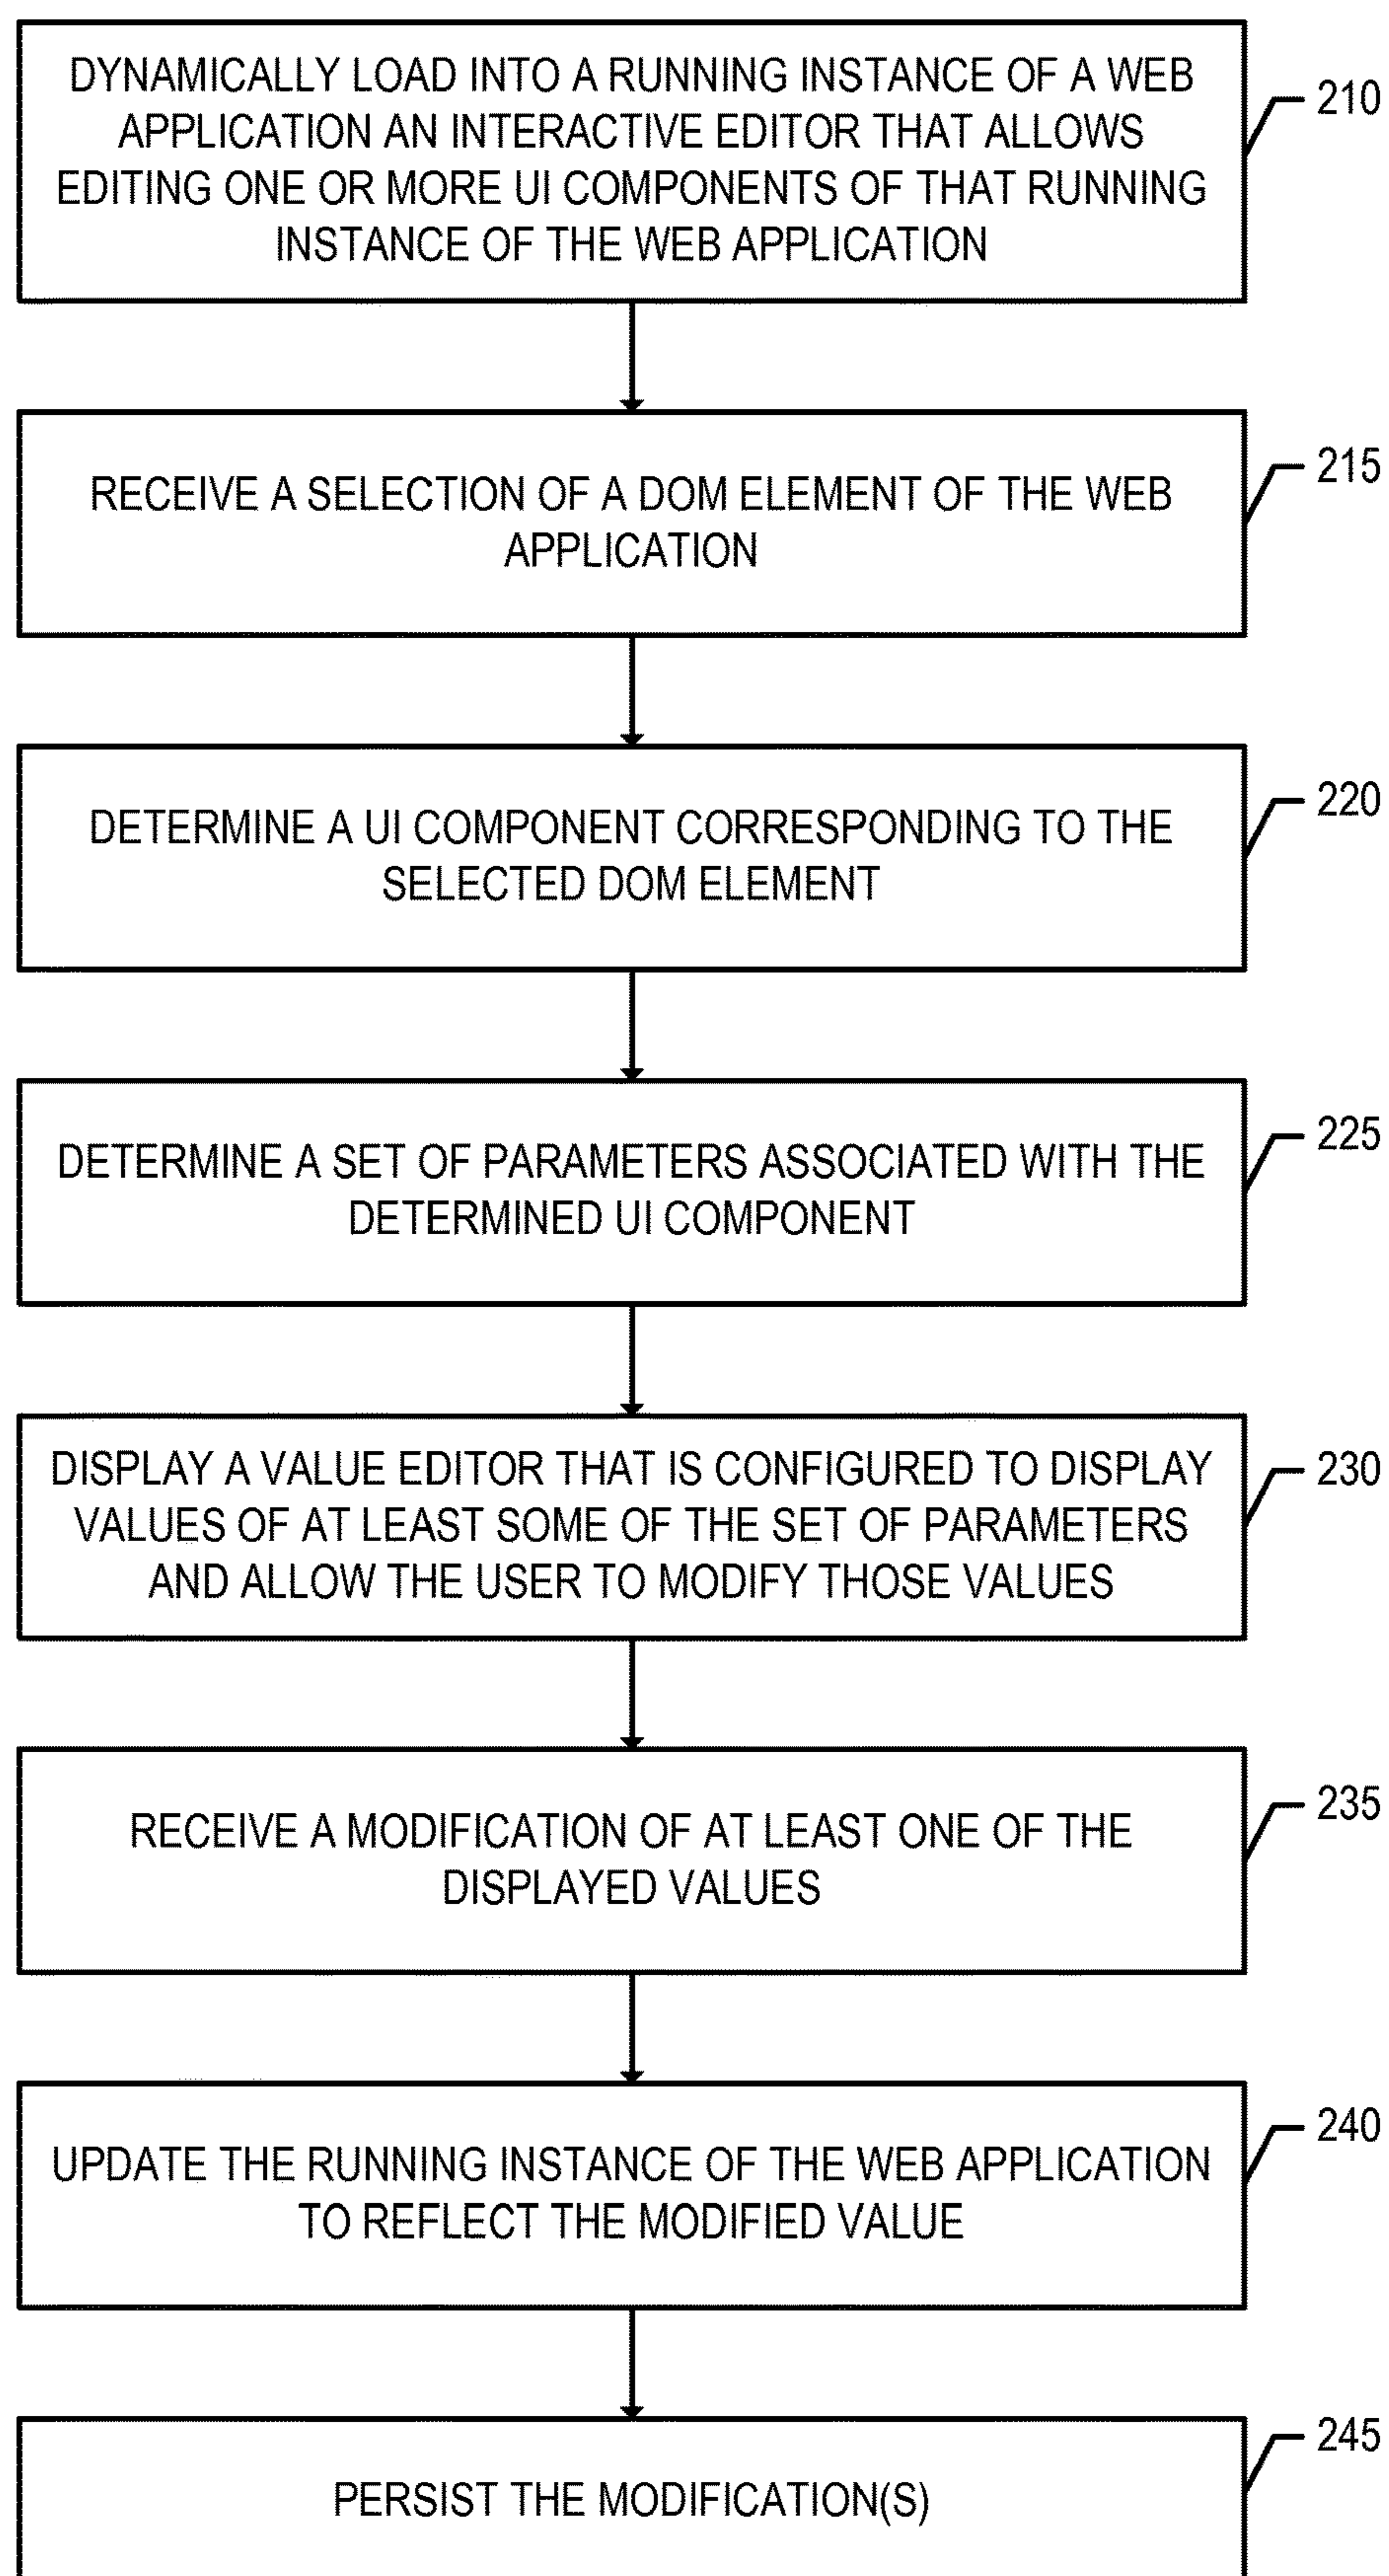 DYNAMICALLY LOAD INTO A RUNNING INSTANCE OF A WEB
APPLICATION AN INTERACTIVE EDITOR THAT ALLOWS
EDITING ONE OR MORE UI COMPONENTS OF THAT RUNNING
INSTANCE OF THE WEB APPLICATION
210
RECEIVE A SELECTION OF A DOM ELEMENT OF THE WEB
APPLICATION
215
DETERMINE A UI COMPONENT CORRESPONDING TO THE
SELECTED DOM ELEMENT
220
DETERMINE A SET OF PARAMETERS ASSOCIATED WITH THE
DETERMINED UI COMPONENT
225
DISPLAY A VALUE EDITOR THAT IS CONFIGURED TO DISPLAY
VALUES OF AT LEAST SOME OF THE SET OF PARAMETERS
AND ALLOW THE USER TO MODIFY THOSE VALUES
230
RECEIVE A MODIFICATION OF AT LEAST ONE OF THE
DISPLAYED VALUES
235
UPDATE THE RUNNING INSTANCE OF THE WEB APPLICATION
TO REFLECT THE MODIFIED VALUE
240
PERSIST THE MODIFICATION(S)
245